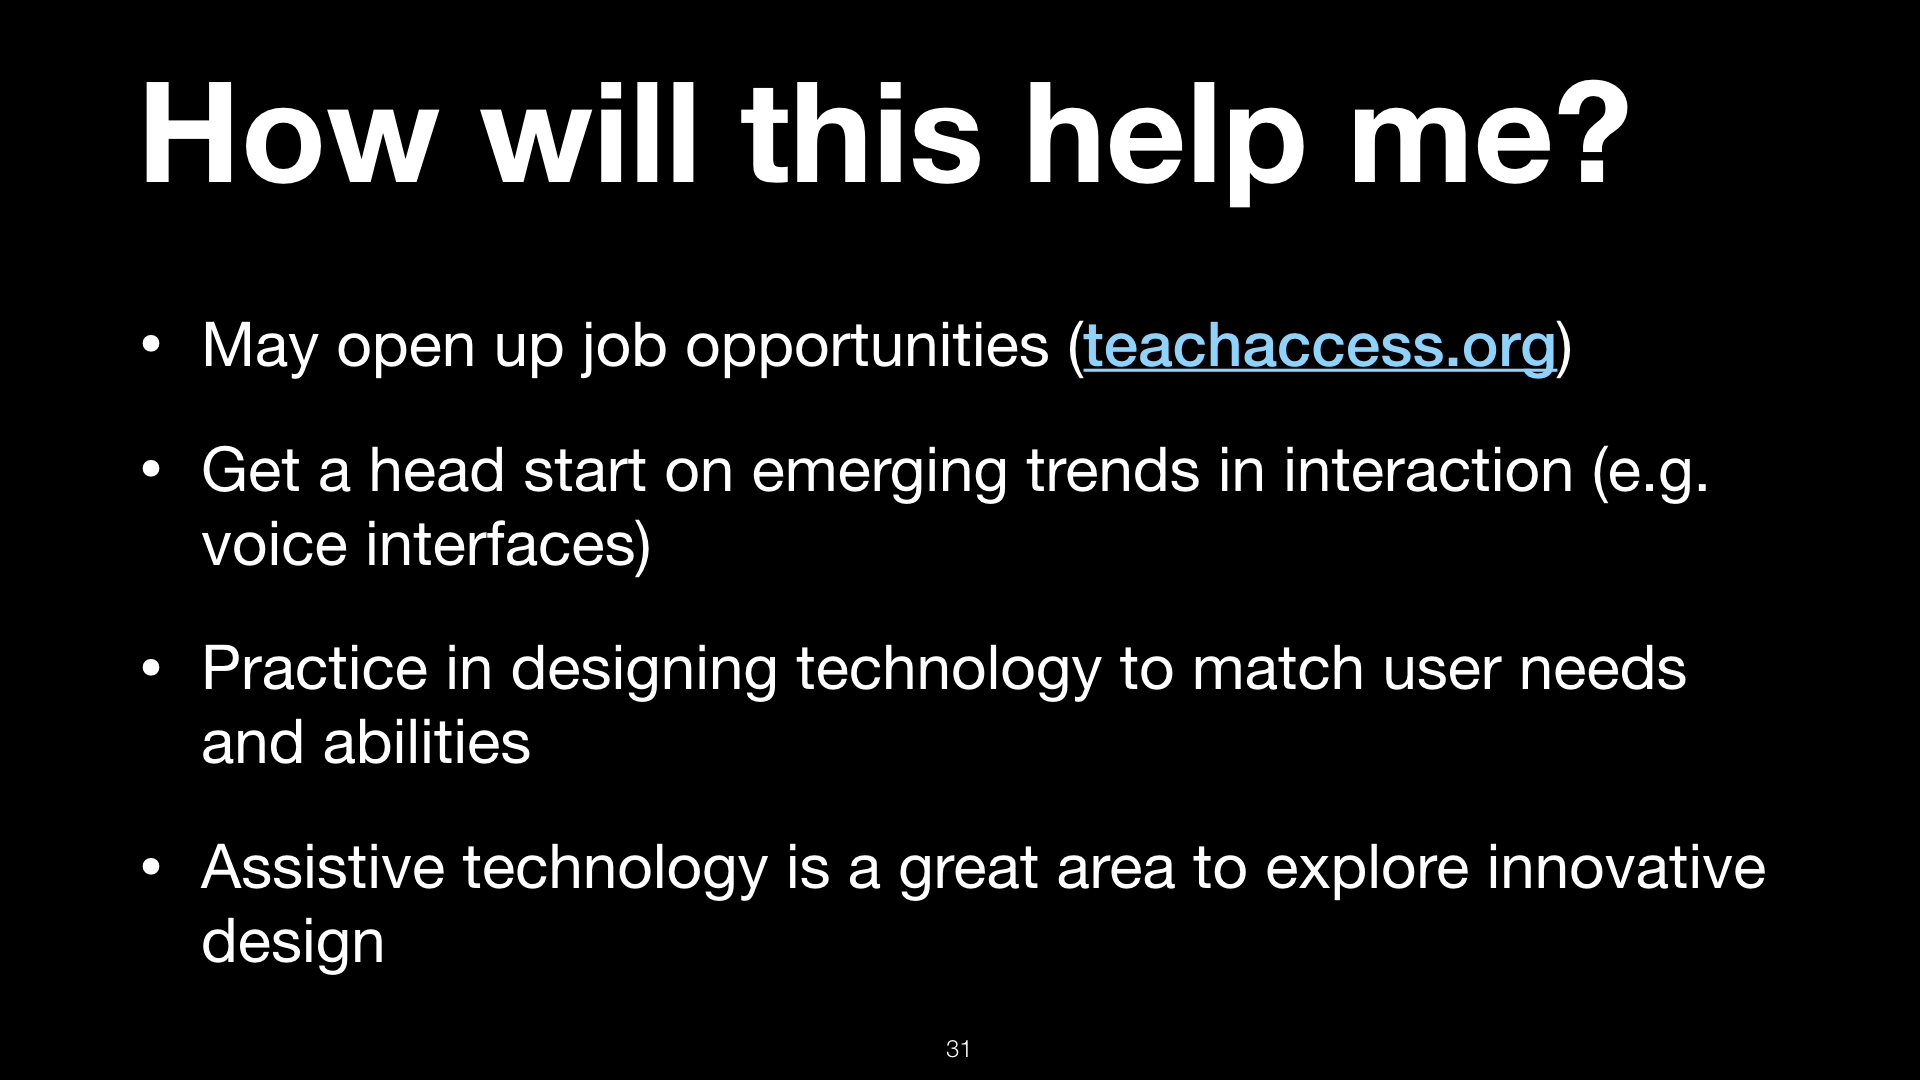 How will this help me?
• May open up job opportunities (teachaccess.org)
• Get a head start on emerging trends in interaction (e.g.
voice interfaces)
• Practice in designing technology to match user needs
and abilities
• Assistive technology is a great area to explore innovative
design
31